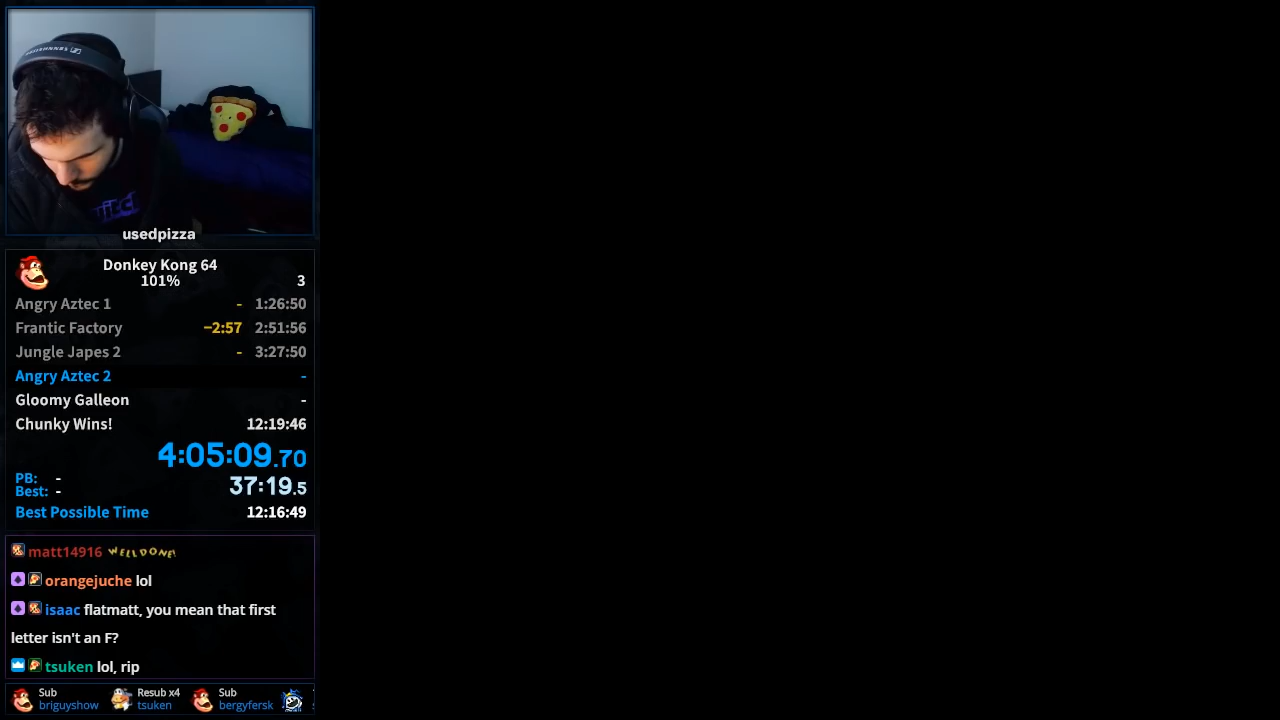 usedpizza
Donkey Kong 64
101%
3
Angry Aztec 1 - 1:26:50
Frantic Factory −2:57 2:51:56
Jungle Japes 2 - 3:27:50
Angry Aztec 2 -
Gloomy Galleon -
Chunky Wins! 12:19:46
4:05:09.70
PB: -
Best: -
37:19.5
Best Possible Time 12:16:49
matt14916 WELL DONE!
orangejuche lol
isaac flatmatt, you mean that first
letter isn't an F?
tsuken lol, rip
Sub
briguyshow
Resub x4
tsuken
Sub
bergyfersk